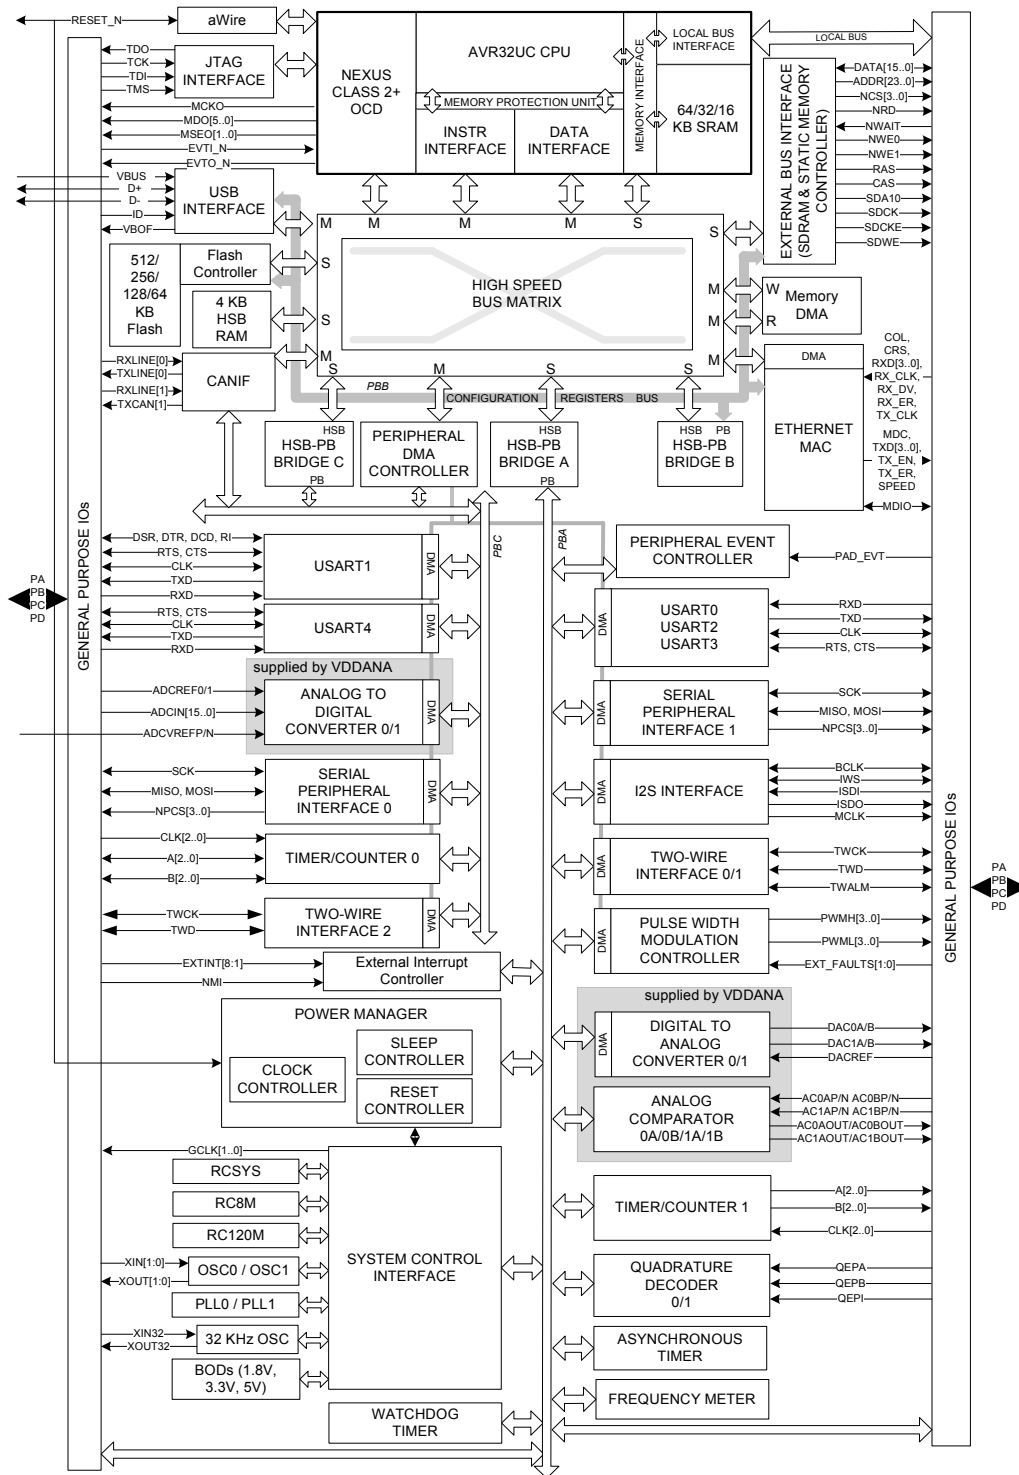 RESET_N
aWire
TDO
TCK
TDI
TMS
JTAG
INTERFACE
MCKO
MDO[5..0]
MSEO[1..0]
EVTI_N
EVTO_N
NEXUS
CLASS 2+
OCD
AVR32UC CPU
MEMORY PROTECTION UNIT
INSTR
INTERFACE
DATA
INTERFACE
MEMORY INTERFACE
LOCAL BUS
INTERFACE
64/32/16
KB SRAM
LOCAL BUS
EXTERNAL BUS INTERFACE
(SDRAM & STATIC MEMORY
CONTROLLER)
DATA[15..0]
ADDR[23..0]
NCS[3..0]
NRD
NWAIT
NWE0
NWE1
RAS
CAS
SDA10
SDCK
SDCKE
SDWE
VBUS
D+
D-
ID
VBOF
USB
INTERFACE
512/
256/
128/64
KB
Flash
Flash
Controller
4 KB
HSB
RAM
RXLINE[0]
TXLINE[0]
RXLINE[1]
TXCAN[1]
CANIF
M
M
M
M
S
S
S
S
M
S
M
S
S
M
M
M
HIGH SPEED
BUS MATRIX
W
R
Memory
DMA
DMA
ETHERNET
MAC
COL,
CRS,
RXD[3..0],
RX_CLK,
RX_DV,
RX_ER,
TX_CLK
MDC,
TXD[3..0],
TX_EN,
TX_ER,
SPEED
MDIO
PBB
CONFIGURATION REGISTERS BUS
HSB
HSB-PB
BRIDGE C
PB
PERIPHERAL
DMA
CONTROLLER
HSB
HSB-PB
BRIDGE A
PB
HSB PB
HSB-PB
BRIDGE B
PBC
PBA
GENERAL PURPOSE IOs
PA
PB
PC
PD
DSR, DTR, DCD, RI
RTS, CTS
CLK
TXD
RXD
USART1
DMA
RTS, CTS
CLK
TXD
RXD
USART4
DMA
supplied by VDDANA
ADCREF0/1
ADCIN[15..0]
ADCVREFP/N
ANALOG TO
DIGITAL
CONVERTER 0/1
DMA
SCK
MISO, MOSI
NPCS[3..0]
SERIAL
PERIPHERAL
INTERFACE 0
DMA
CLK[2..0]
A[2..0]
B[2..0]
TIMER/COUNTER 0
TWCK
TWD
TWO-WIRE
INTERFACE 2
DMA
EXTINT[8:1]
NMI
External Interrupt
Controller
POWER MANAGER
CLOCK
CONTROLLER
SLEEP
CONTROLLER
RESET
CONTROLLER
GCLK[1..0]
RCSYS
RC8M
RC120M
XIN[1:0]
XOUT[1:0]
OSC0 / OSC1
PLL0 / PLL1
XIN32
XOUT32
32 KHz OSC
BODs (1.8V,
3.3V, 5V)
SYSTEM CONTROL
INTERFACE
WATCHDOG
TIMER
PERIPHERAL EVENT
CONTROLLER
PAD_EVT
DMA
USART0
USART2
USART3
RXD
TXD
CLK
RTS, CTS
DMA
SERIAL
PERIPHERAL
INTERFACE 1
SCK
MISO, MOSI
NPCS[3..0]
DMA
I2S INTERFACE
BCLK
IWS
ISDI
ISDO
MCLK
DMA
TWO-WIRE
INTERFACE 0/1
TWCK
TWD
TWALM
DMA
PULSE WIDTH
MODULATION
CONTROLLER
PWMH[3..0]
PWML[3..0]
EXT_FAULTS[1:0]
supplied by VDDANA
DMA
DIGITAL TO
ANALOG
CONVERTER 0/1
DAC0A/B
DAC1A/B
DACREF
ANALOG
COMPARATOR
0A/0B/1A/1B
AC0AP/N AC0BP/N
AC1AP/N AC1BP/N
AC0AOUT/AC0BOUT
AC1AOUT/AC1BOUT
TIMER/COUNTER 1
A[2..0]
B[2..0]
CLK[2..0]
QUADRATURE
DECODER
0/1
QEPA
QEPB
QEPI
ASYNCHRONOUS
TIMER
FREQUENCY METER
GENERAL PURPOSE IOs
PA
PB
PC
PD